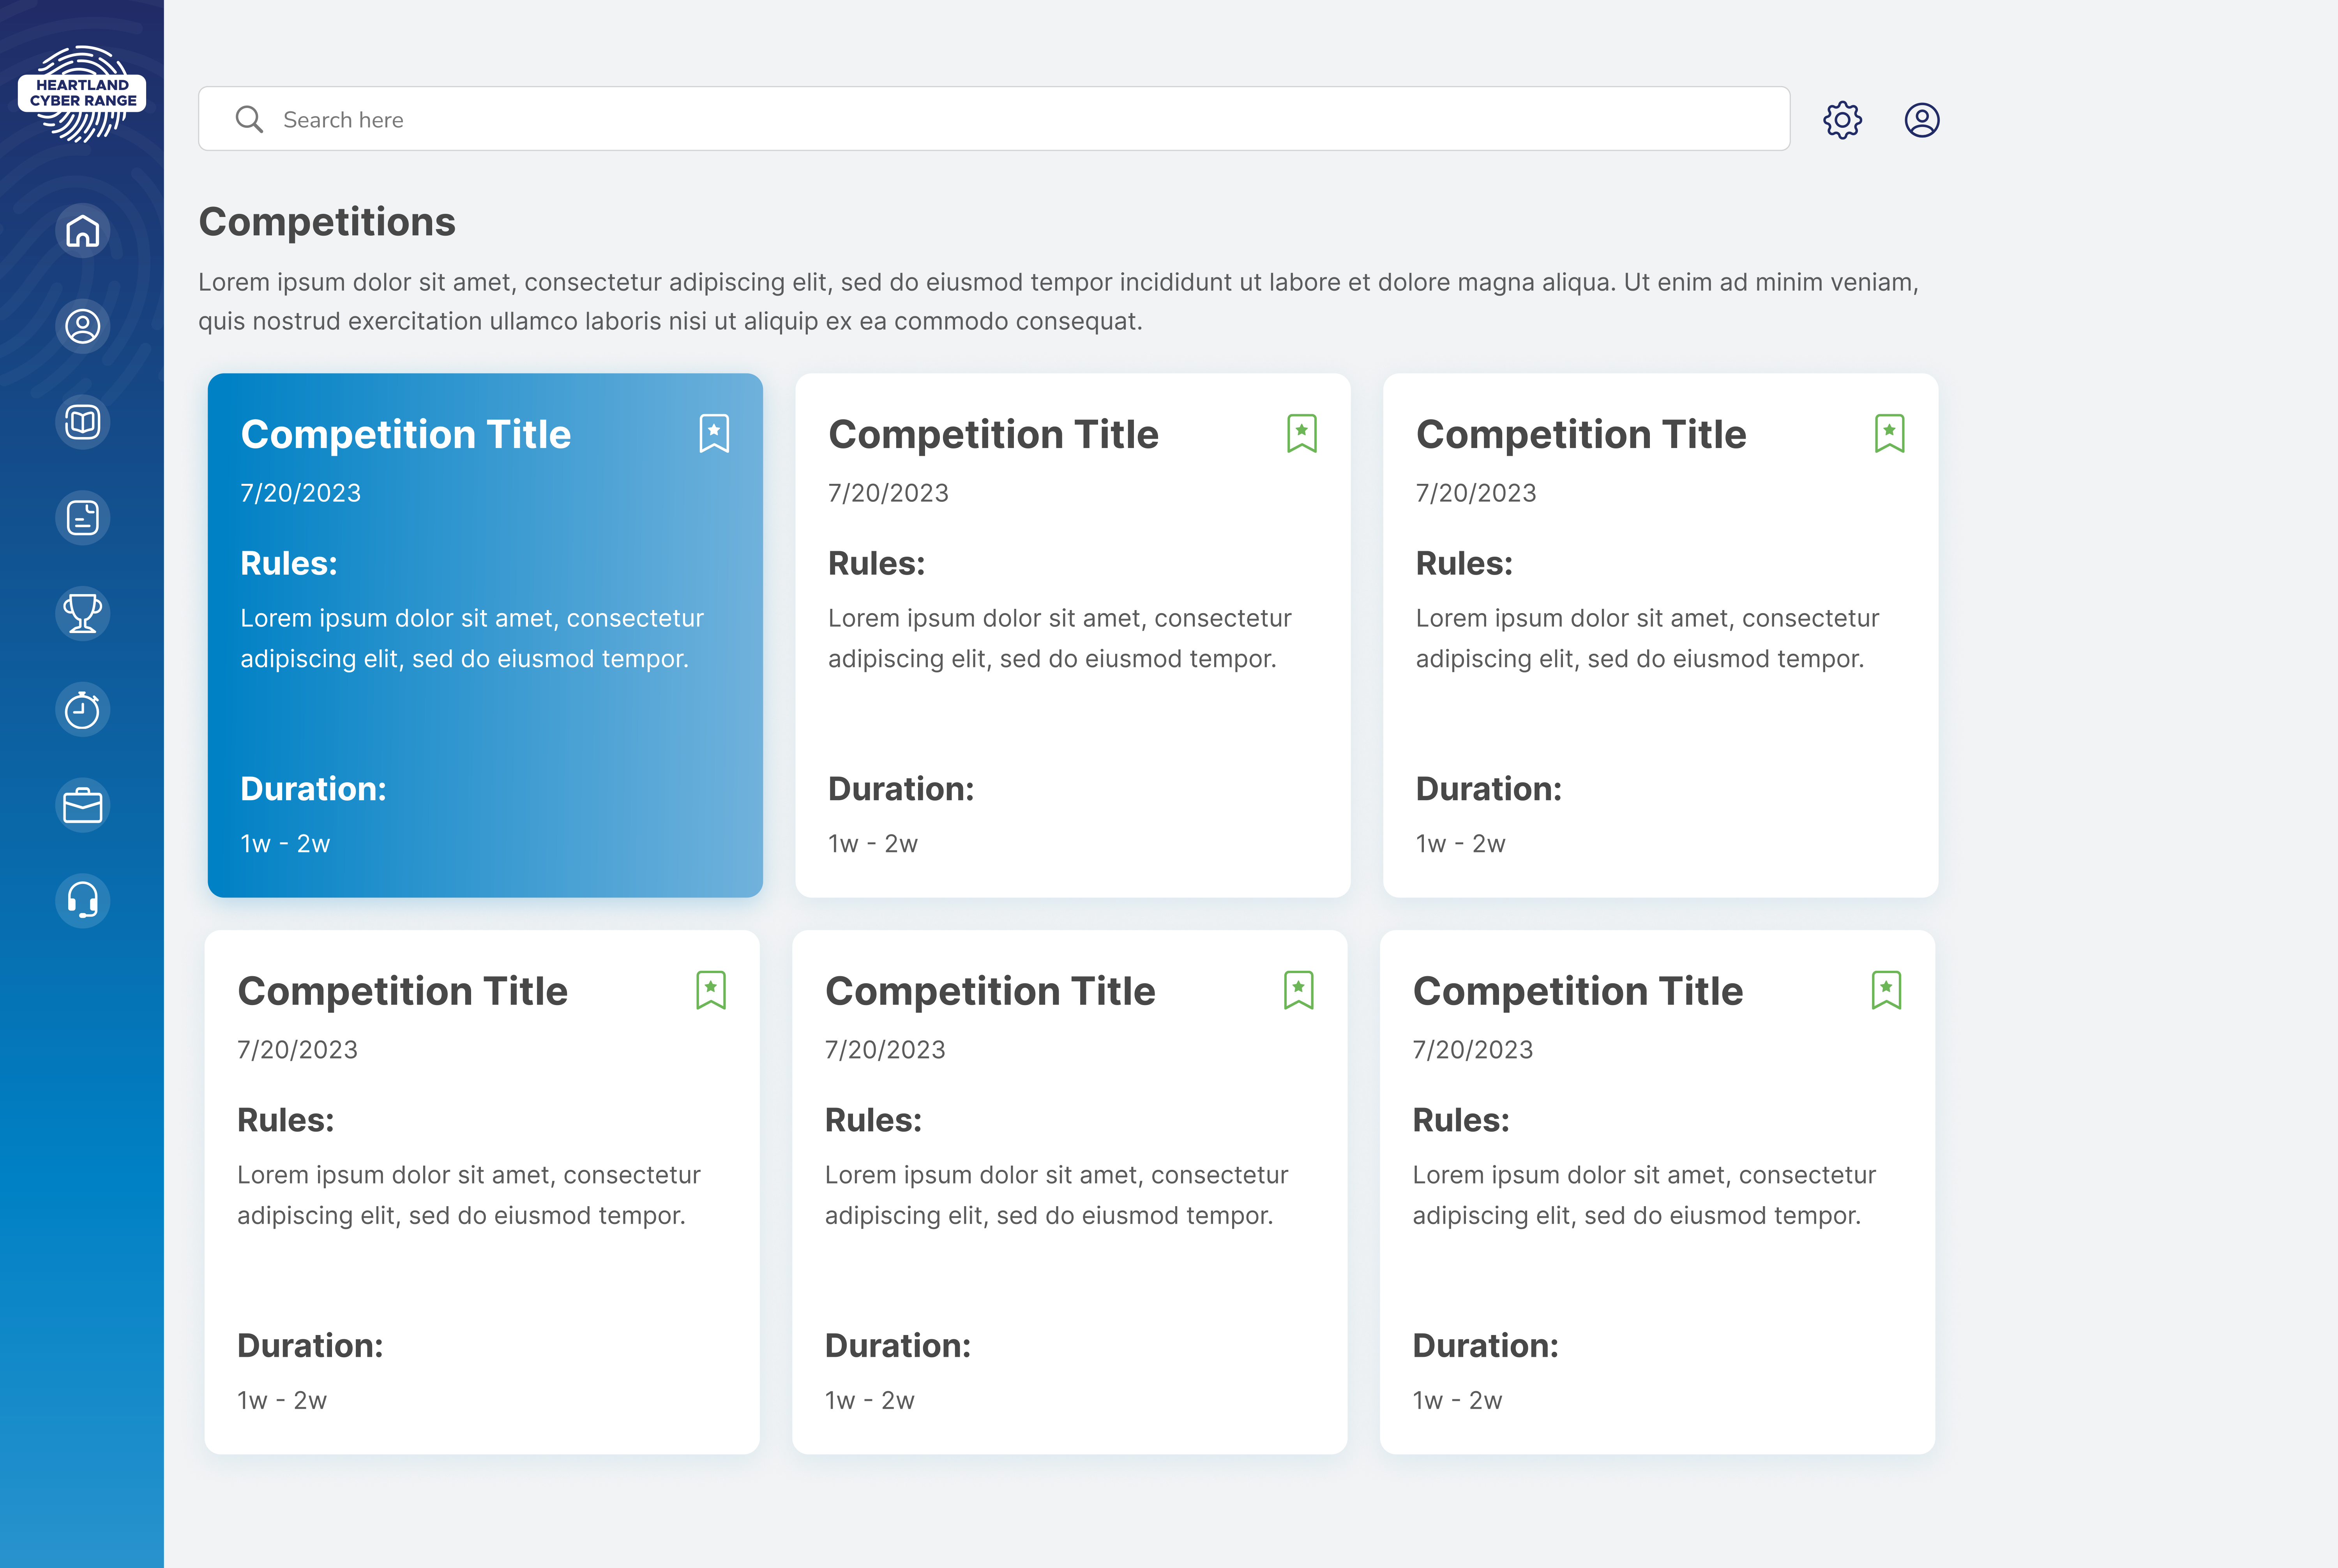 HEARTLAND
CYBER RANGE
Search here
Competitions
Lorem ipsum dolor sit amet, consectetur adipiscing elit, sed do eiusmod tempor incididunt ut labore et dolore magna aliqua. Ut enim ad minim veniam,
quis nostrud exercitation ullamco laboris nisi ut aliquip ex ea commodo consequat.
Competition Title
7/20/2023
Rules:
Lorem ipsum dolor sit amet, consectetur
adipiscing elit, sed do eiusmod tempor.
Duration:
1w - 2w
Competition Title
7/20/2023
Rules:
Lorem ipsum dolor sit amet, consectetur
adipiscing elit, sed do eiusmod tempor.
Duration:
1w - 2w
Competition Title
7/20/2023
Rules:
Lorem ipsum dolor sit amet, consectetur
adipiscing elit, sed do eiusmod tempor.
Duration:
1w - 2w
Competition Title
7/20/2023
Rules:
Lorem ipsum dolor sit amet, consectetur
adipiscing elit, sed do eiusmod tempor.
Duration:
1w - 2w
Competition Title
7/20/2023
Rules:
Lorem ipsum dolor sit amet, consectetur
adipiscing elit, sed do eiusmod tempor.
Duration:
1w - 2w
Competition Title
7/20/2023
Rules:
Lorem ipsum dolor sit amet, consectetur
adipiscing elit, sed do eiusmod tempor.
Duration:
1w - 2w